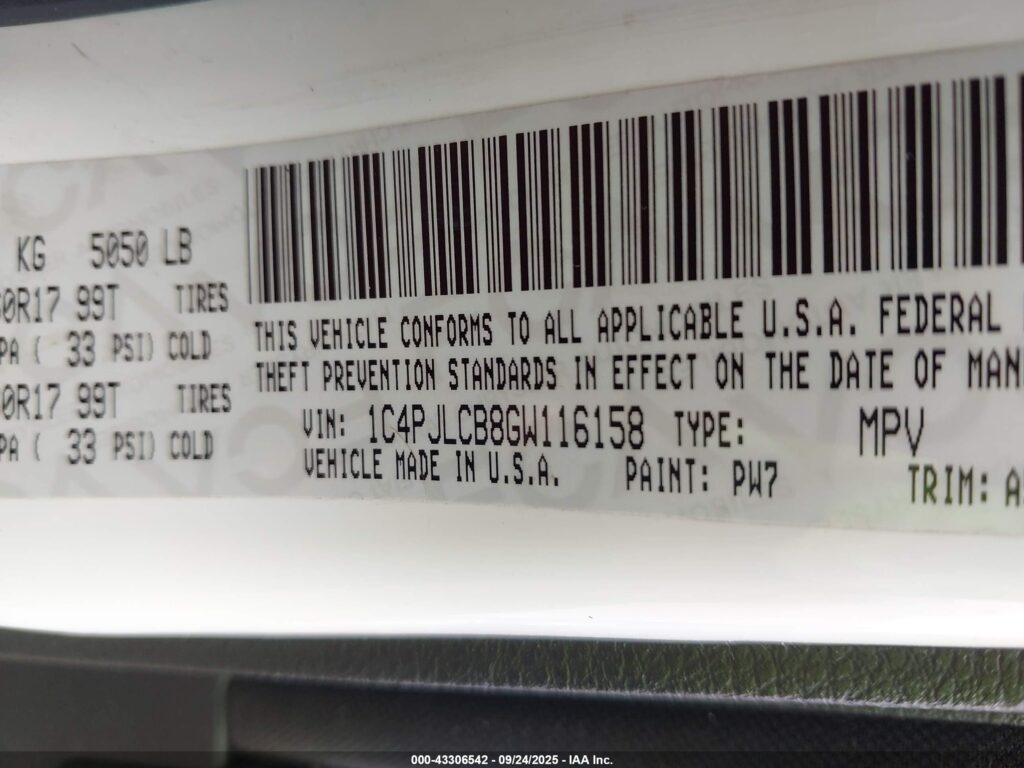 KG 5050 LB
0R17 99T TIRES
PA ( 33 PSI) COLD
0R17 99T TIRES
PA ( 33 PSI) COLD
THIS VEHICLE CONFORMS TO ALL APPLICABLE U.S.A. FEDERAL
THEFT PREVENTION STANDARDS IN EFFECT ON THE DATE OF MAN
VIN: 1C4PJLCB8GW116158 TYPE: MPV
VEHICLE MADE IN U.S.A. PAINT: PW7 TRIM: A
000-43306542 - 09/24/2025 - IAA Inc.